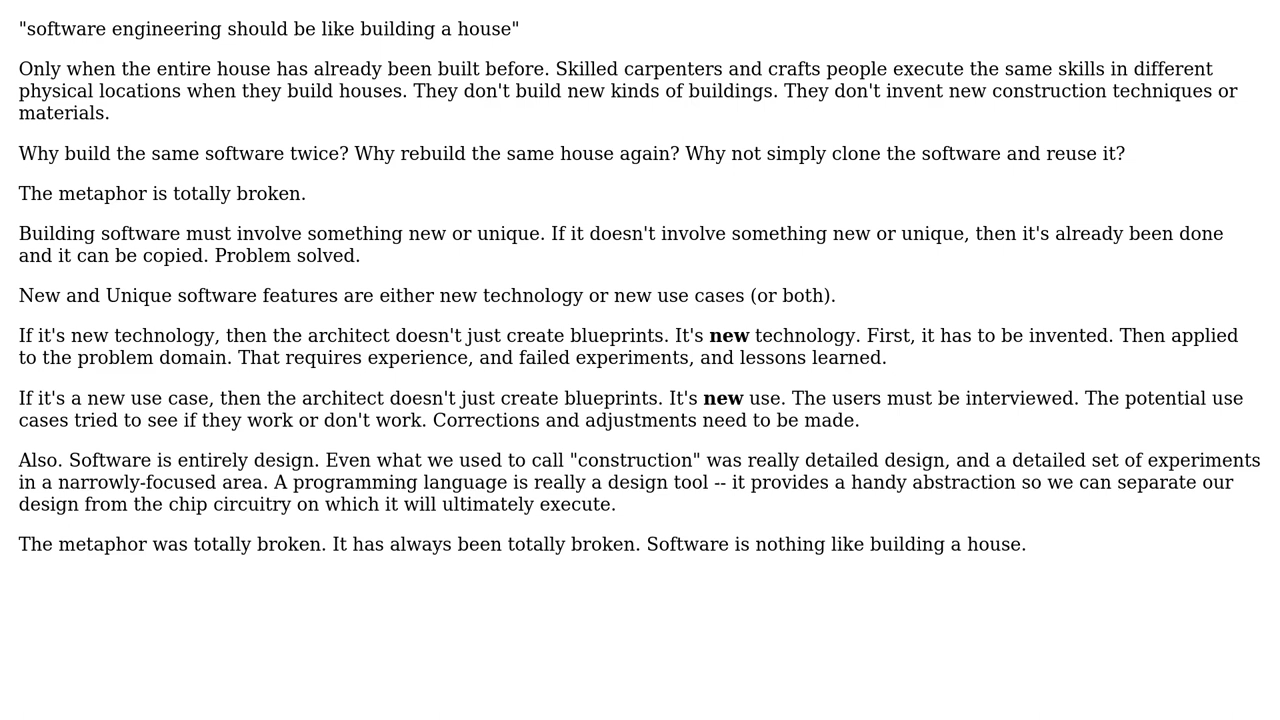 "software engineering should be like building a house"
Only when the entire house has already been built before. Skilled carpenters and crafts people execute the same skills in different
physical locations when they build houses. They don't build new kinds of buildings. They don't invent new construction techniques or
materials.
Why build the same software twice? Why rebuild the same house again? Why not simply clone the software and reuse it?
The metaphor is totally broken.
Building software must involve something new or unique. If it doesn't involve something new or unique, then it's already been done
and it can be copied. Problem solved.
New and Unique software features are either new technology or new use cases (or both).
If it's new technology, then the architect doesn't just create blueprints. It's new technology. First, it has to be invented. Then applied
to the problem domain. That requires experience, and failed experiments, and lessons learned.
If it's a new use case, then the architect doesn't just create blueprints. It's new use. The users must be interviewed. The potential use
cases tried to see if they work or don't work. Corrections and adjustments need to be made.
Also. Software is entirely design. Even what we used to call "construction" was really detailed design, and a detailed set of experiments
in a narrowly-focused area. A programming language is really a design tool -- it provides a handy abstraction so we can separate our
design from the chip circuitry on which it will ultimately execute.
The metaphor was totally broken. It has always been totally broken. Software is nothing like building a house.